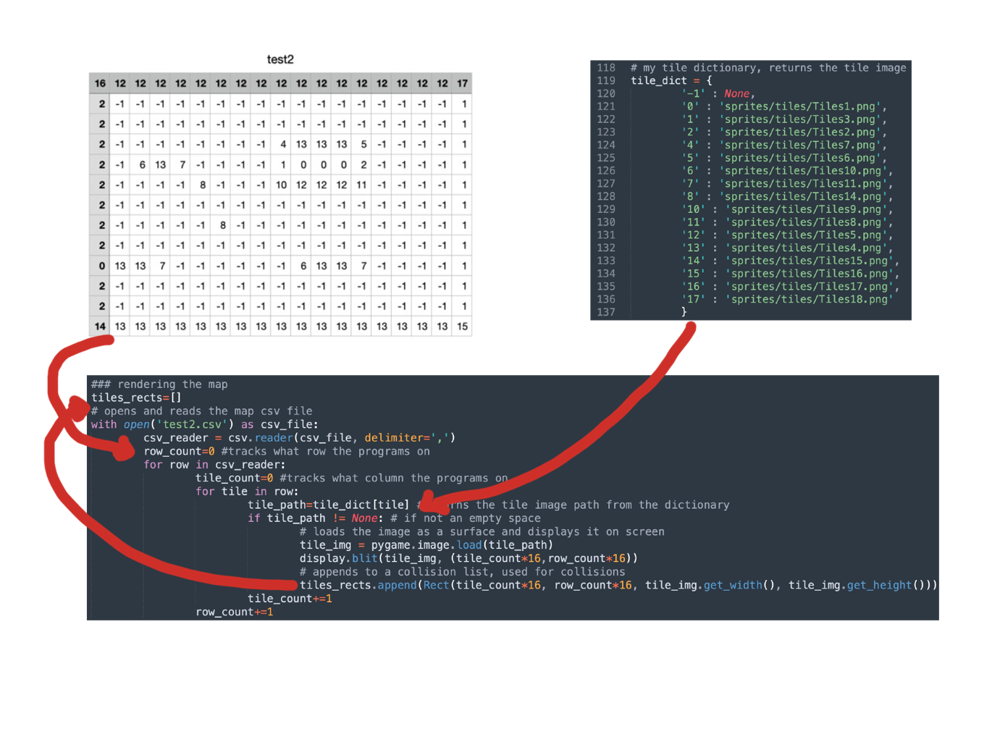 test2
16 12 12 12 12 12 12 12 12 12 12 12 12 12 12 12 12 12 17
2 -1 -1 -1 -1 -1 -1 -1 -1 -1 -1 -1 -1 -1 -1 -1 -1 -1 1
2 -1 -1 -1 -1 -1 -1 -1 -1 -1 -1 -1 -1 -1 -1 -1 -1 -1 1
2 -1 -1 -1 -1 -1 -1 -1 -1 4 13 13 13 5 -1 -1 -1 -1 1
2 -1 6 13 7 -1 -1 -1 -1 1 0 0 0 2 -1 -1 -1 -1 1
2 -1 -1 -1 -1 8 -1 -1 -1 10 12 12 12 11 -1 -1 -1 -1 1
2 -1 -1 -1 -1 -1 -1 -1 -1 -1 -1 -1 -1 -1 -1 -1 -1 -1 1
2 -1 -1 -1 -1 -1 8 -1 -1 -1 -1 -1 -1 -1 -1 -1 -1 -1 1
2 -1 -1 -1 -1 -1 -1 -1 -1 -1 -1 -1 -1 -1 -1 -1 -1 -1 1
0 13 13 7 -1 -1 -1 -1 -1 -1 6 13 13 7 -1 -1 -1 -1 1
2 -1 -1 -1 -1 -1 -1 -1 -1 -1 -1 -1 -1 -1 -1 -1 -1 -1 1
2 -1 -1 -1 -1 -1 -1 -1 -1 -1 -1 -1 -1 -1 -1 -1 -1 -1 1
14 13 13 13 13 13 13 13 13 13 13 13 13 13 13 13 13 13 15
118 # my tile dictionary, returns the tile image
119 tile_dict = {
120 '-1' : None,
121 '0' : 'sprites/tiles/Tiles1.png',
122 '1' : 'sprites/tiles/Tiles3.png',
123 '2' : 'sprites/tiles/Tiles2.png',
124 '4' : 'sprites/tiles/Tiles7.png',
125 '5' : 'sprites/tiles/Tiles6.png',
126 '6' : 'sprites/tiles/Tiles10.png',
127 '7' : 'sprites/tiles/Tiles11.png',
128 '8' : 'sprites/tiles/Tiles14.png',
129 '10' : 'sprites/tiles/Tiles9.png',
130 '11' : 'sprites/tiles/Tiles8.png',
131 '12' : 'sprites/tiles/Tiles5.png',
132 '13' : 'sprites/tiles/Tiles4.png',
133 '14' : 'sprites/tiles/Tiles15.png',
134 '15' : 'sprites/tiles/Tiles16.png',
135 '16' : 'sprites/tiles/Tiles17.png',
136 '17' : 'sprites/tiles/Tiles18.png'
137 }
### rendering the map
tiles_rects=[]
# opens and reads the map csv file
with open('test2.csv') as csv_file:
csv_reader = csv.reader(csv_file, delimiter=',')
row_count=0 #tracks what row the programs on
for row in csv_reader:
tile_count=0 #tracks what column the programs on
for tile in row:
tile_path=tile_dict[tile] # the tile image path from the dictionary
if tile_path != None: # if not an empty space
# loads the image as a surface and displays it on screen
tile_img = pygame.image.load(tile_path)
display.blit(tile_img, (tile_count*16,row_count*16))
# appends to a collision list, used for collisions
tiles_rects.append(Rect(tile_count*16, row_count*16, tile_img.get_width(), tile_img.get_height()))
tile_count+=1
row_count+=1